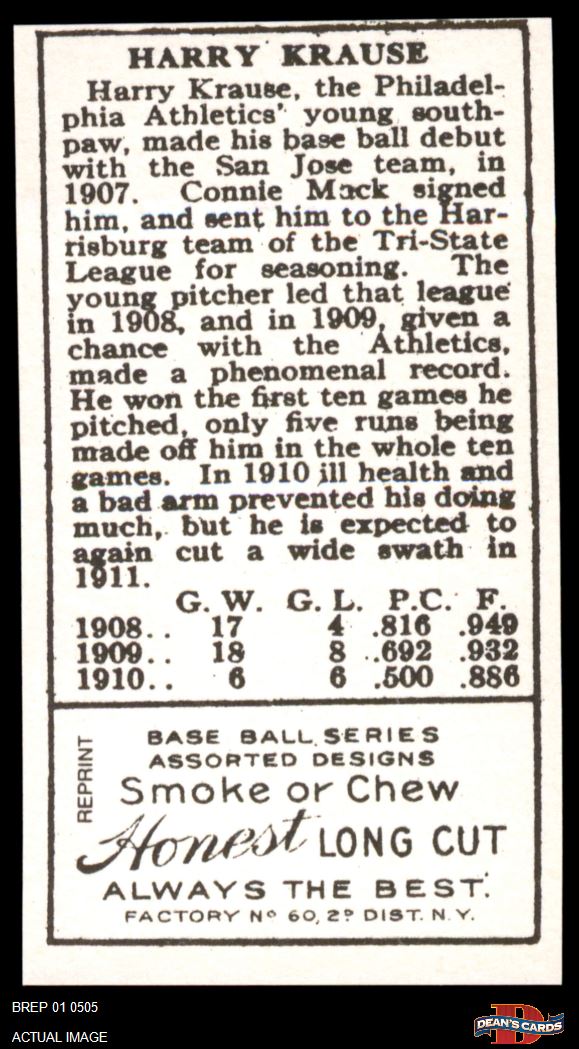 HARRY KRAUSE
Harry Krause, the Philadel-
phia Athletics' young south-
paw, made his base ball debut
with the San Jose team, in
1907. Connie Mack signed
him, and sent him to the Har-
risburg team of the Tri-State
League for seasoning. The
young pitcher led that league
in 1908, and in 1909, given a
chance with the Athletics,
made a phenomenal record.
He won the first ten games he
pitched, only five runs being
made off him in the whole ten
games. In 1910 ill health and
a bad arm prevented his doing
much, but he is expected to
again cut a wide swath in
1911.
G. W. G. L. P.C. F.
1908.. 17 4 .816 .949
1909.. 18 8 .692 .932
1910.. 6 6 .500 .886
REPRINT
BASE BALL SERIES
ASSORTED DESIGNS
Smoke or Chew
Honest LONG CUT
ALWAYS THE BEST.
FACTORY Nº 60, 2D DIST. N.Y.
BREP 01 0505
ACTUAL IMAGE
D
DEAN'S CARDS